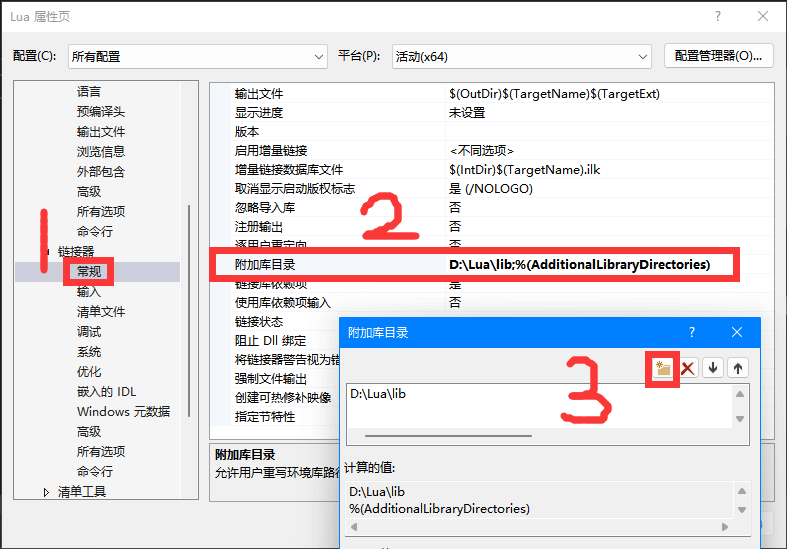 Lua 属性页
配置(C): 所有配置 平台(P): 活动(x64) 配置管理器(O)...
语言
预编译头
输出文件
浏览信息
外部包含
高级
所有选项
命令行
链接器
常规
输入
清单文件
调试
系统
优化
嵌入的 IDL
Windows 元数据
高级
所有选项
命令行
清单工具
1
输出文件 $(OutDir)$(TargetName)$(TargetExt)
显示进度 未设置
版本
启用增量链接 <不同选项>
增量链接数据库文件 $(IntDir)$(TargetName).ilk
取消显示启动版权标志 是 (/NOLOGO)
忽略导入库 否
注册输出 否
逐用户重定向 否
2
附加库目录 D:\Lua\lib;%(AdditionalLibraryDirectories)
链接库依赖项 是
使用库依赖项输入 否
链接状态
阻止 Dll 绑定
将链接器警告视为错
强制文件输出
创建可热修补映像
指定节特性
附加库目录
允许用户重写环境库路径
附加库目录
3
D:\Lua\lib
计算的值:
D:\Lua\lib
%(AdditionalLibraryDirectories)